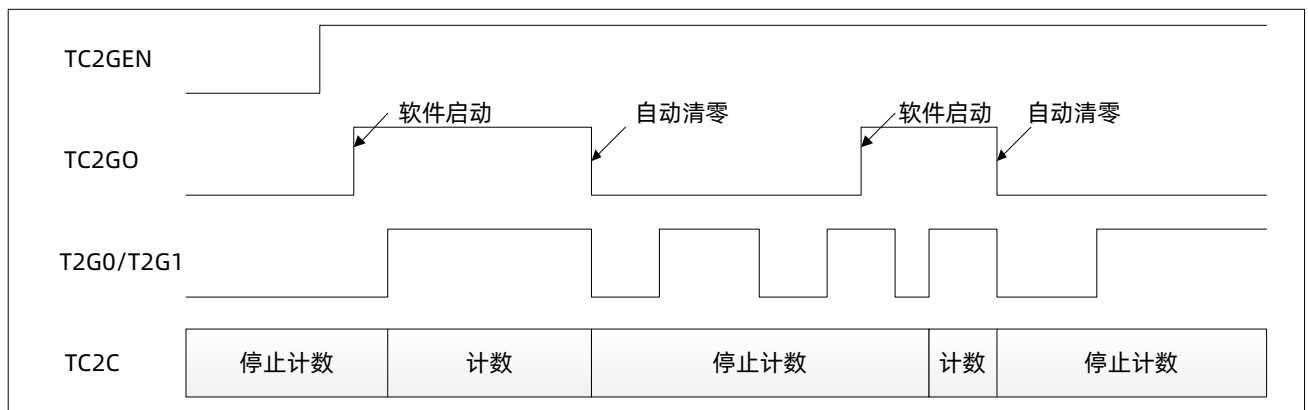 TC2GEN
软件启动 自动清零 软件启动 自动清零
TC2GO
T2G0/T2G1
TC2C 停止计数 计数 停止计数 计数 停止计数